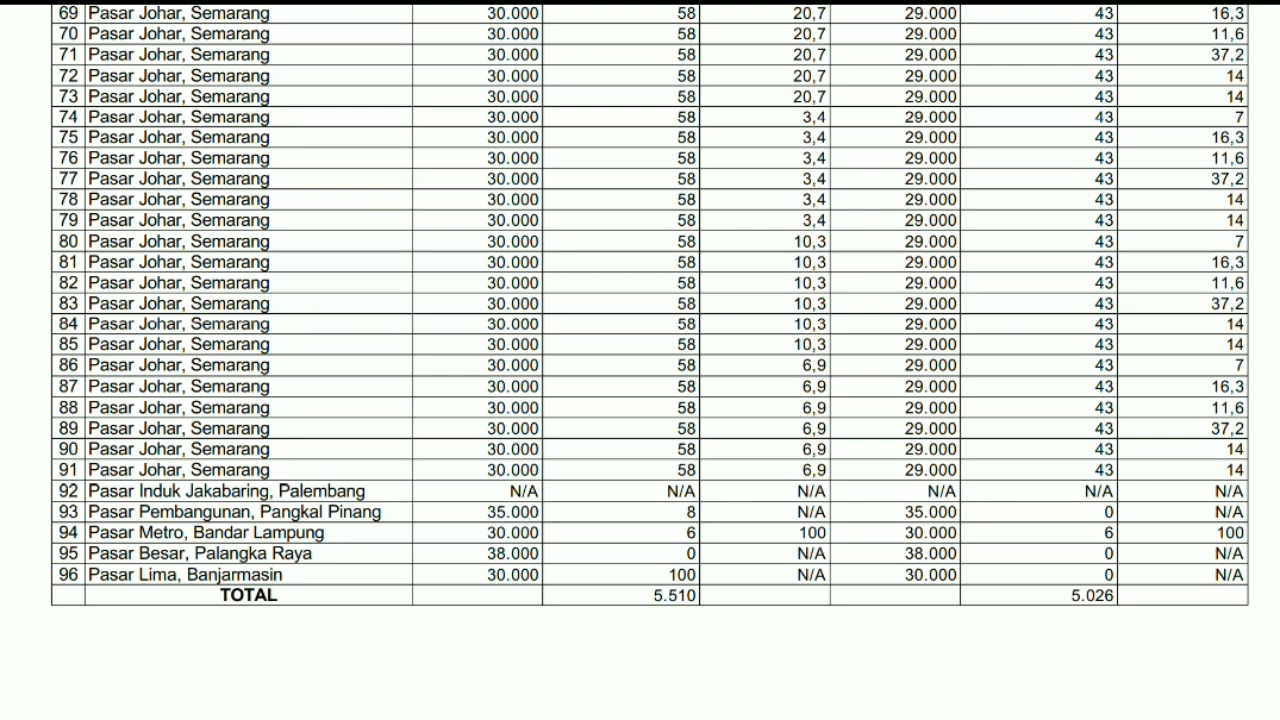 69 Pasar Johar, Semarang 30.000 58 20,7 29.000 43 16,3
70 Pasar Johar, Semarang 30.000 58 20,7 29.000 43 11,6
71 Pasar Johar, Semarang 30.000 58 20,7 29.000 43 37,2
72 Pasar Johar, Semarang 30.000 58 20,7 29.000 43 14
73 Pasar Johar, Semarang 30.000 58 20,7 29.000 43 14
74 Pasar Johar, Semarang 30.000 58 3,4 29.000 43 7
75 Pasar Johar, Semarang 30.000 58 3,4 29.000 43 16,3
76 Pasar Johar, Semarang 30.000 58 3,4 29.000 43 11,6
77 Pasar Johar, Semarang 30.000 58 3,4 29.000 43 37,2
78 Pasar Johar, Semarang 30.000 58 3,4 29.000 43 14
79 Pasar Johar, Semarang 30.000 58 3,4 29.000 43 14
80 Pasar Johar, Semarang 30.000 58 10,3 29.000 43 7
81 Pasar Johar, Semarang 30.000 58 10,3 29.000 43 16,3
82 Pasar Johar, Semarang 30.000 58 10,3 29.000 43 11,6
83 Pasar Johar, Semarang 30.000 58 10,3 29.000 43 37,2
84 Pasar Johar, Semarang 30.000 58 10,3 29.000 43 14
85 Pasar Johar, Semarang 30.000 58 10,3 29.000 43 14
86 Pasar Johar, Semarang 30.000 58 6,9 29.000 43 7
87 Pasar Johar, Semarang 30.000 58 6,9 29.000 43 16,3
88 Pasar Johar, Semarang 30.000 58 6,9 29.000 43 11,6
89 Pasar Johar, Semarang 30.000 58 6,9 29.000 43 37,2
90 Pasar Johar, Semarang 30.000 58 6,9 29.000 43 14
91 Pasar Johar, Semarang 30.000 58 6,9 29.000 43 14
92 Pasar Induk Jakabaring, Palembang N/A N/A N/A N/A N/A N/A
93 Pasar Pembangunan, Pangkal Pinang 35.000 8 N/A 35.000 0 N/A
94 Pasar Metro, Bandar Lampung 30.000 6 100 30.000 6 100
95 Pasar Besar, Palangka Raya 38.000 0 N/A 38.000 0 N/A
96 Pasar Lima, Banjarmasin 30.000 100 N/A 30.000 0 N/A
TOTAL 5.510 5.026